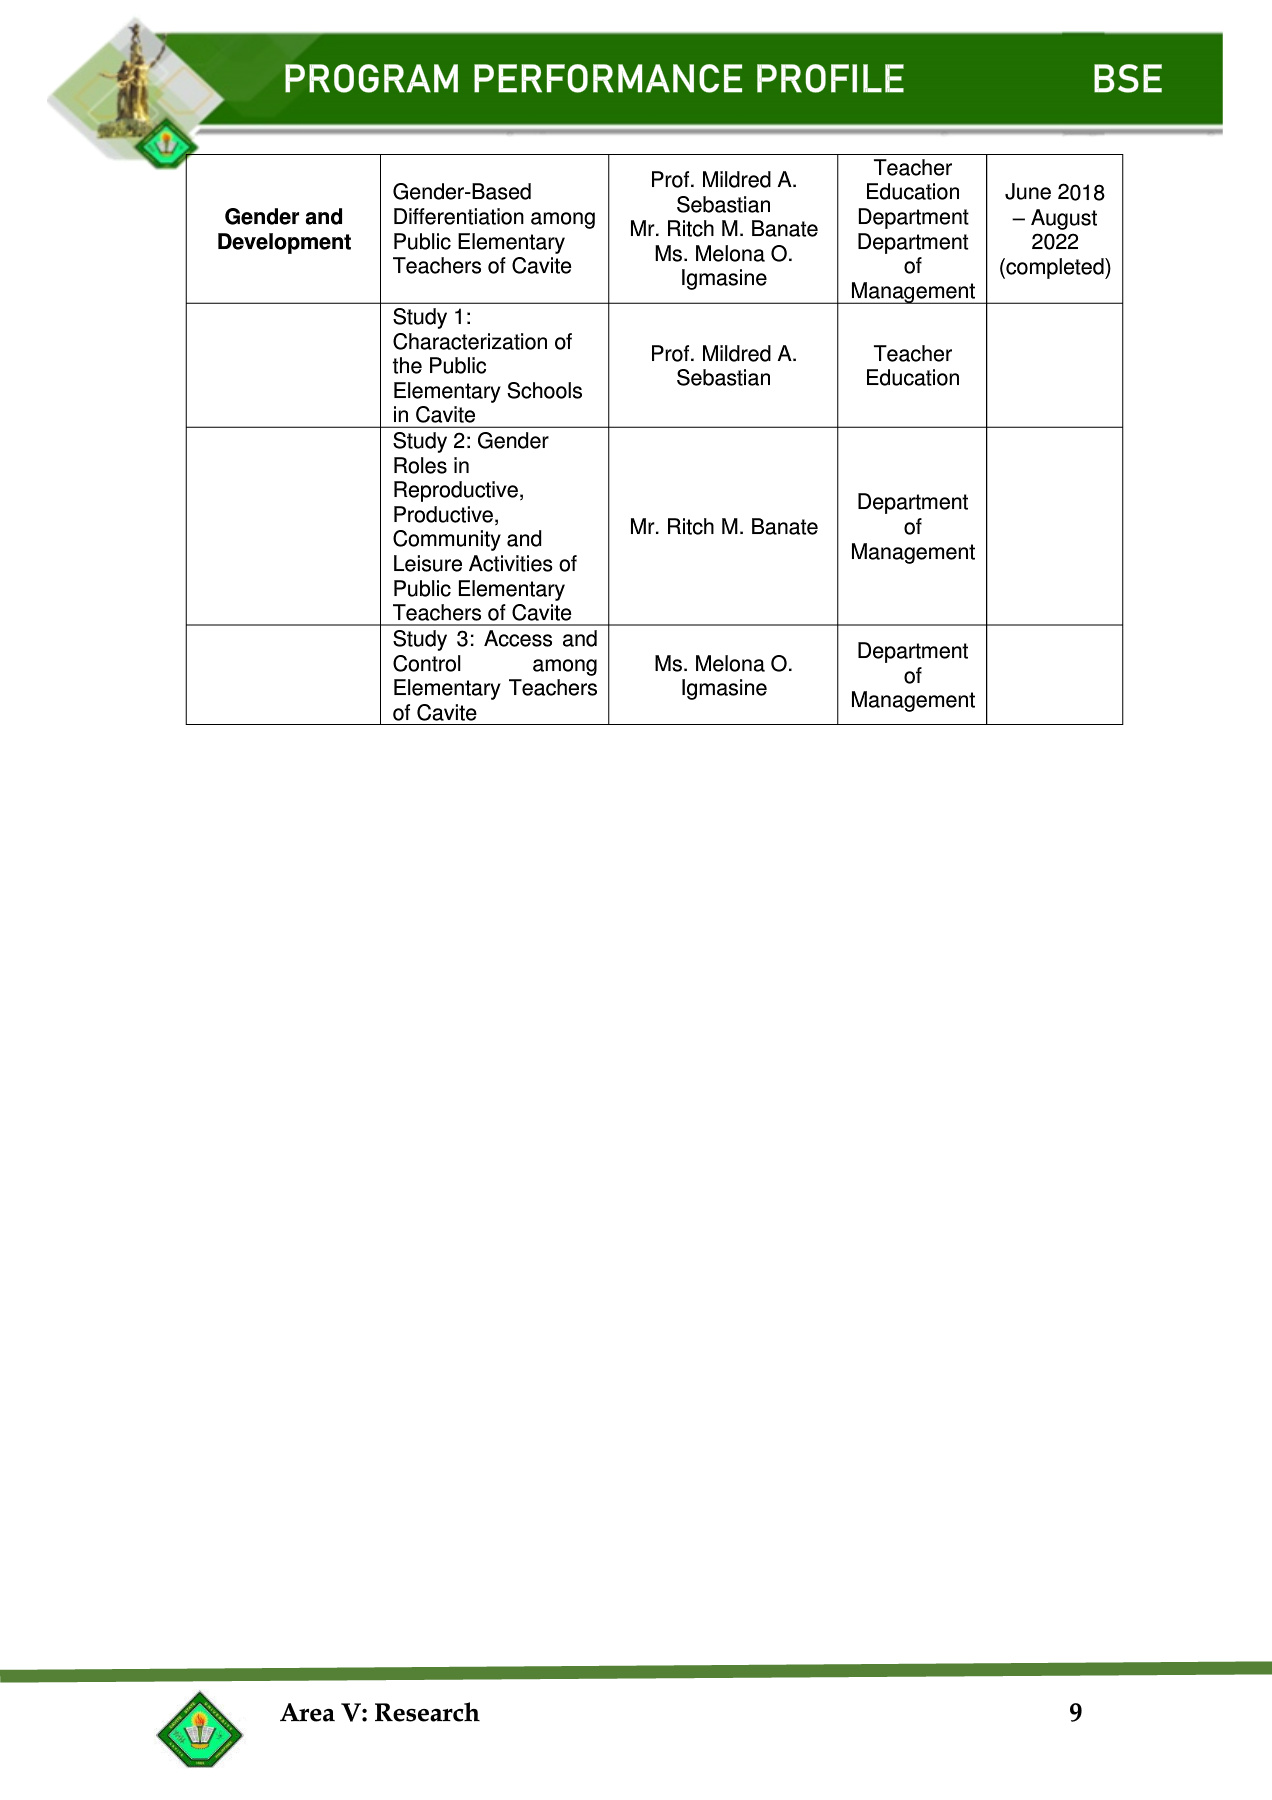 PROGRAM PERFORMANCE PROFILE BSE
Gender and
Development
Gender-Based
Differentiation among
Public Elementary
Teachers of Cavite
Prof. Mildred A.
Sebastian
Mr. Ritch M. Banate
Ms. Melona O.
Igmasine
Teacher
Education
Department
Department
of
Management
June 2018
– August
2022
(completed)
Study 1:
Characterization of
the Public
Elementary Schools
in Cavite
Prof. Mildred A.
Sebastian
Teacher
Education
Study 2: Gender
Roles in
Reproductive,
Productive,
Community and
Leisure Activities of
Public Elementary
Teachers of Cavite
Mr. Ritch M. Banate
Department
of
Management
Study 3: Access and
Control among
Elementary Teachers
of Cavite
Ms. Melona O.
Igmasine
Department
of
Management
Area V: Research 9